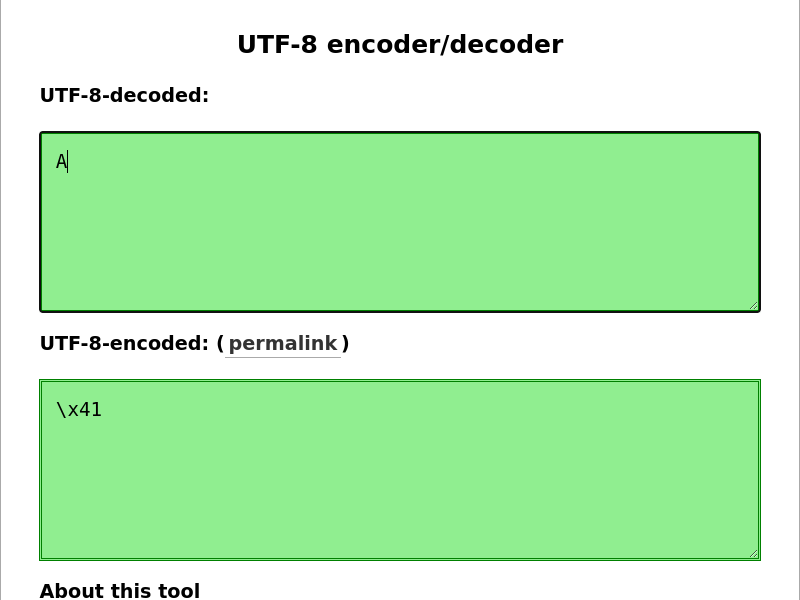 UTF-8 encoder/decoder
UTF-8-decoded:
A
UTF-8-encoded: (permalink)
\x41
About this tool